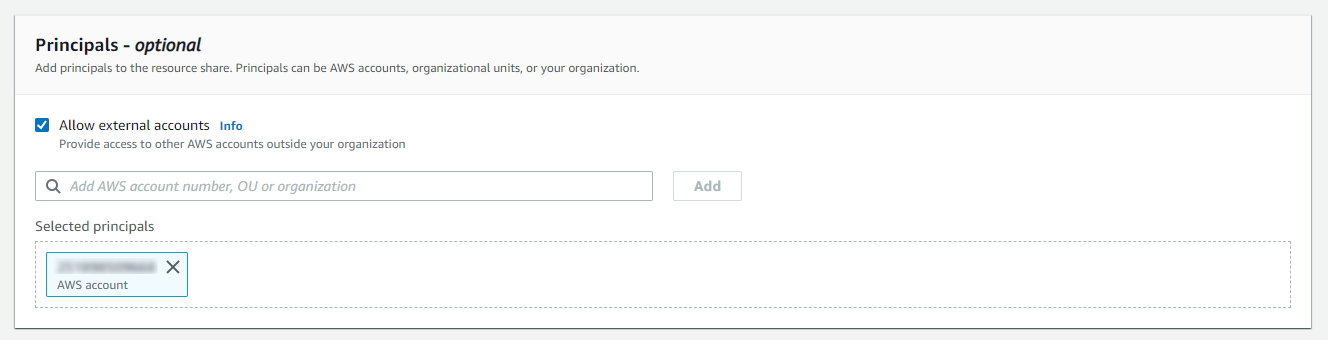 Principals - optional
Add principals to the resource share. Principals can be AWS accounts, organizational units, or your organization.
Allow external accounts Info
Provide access to other AWS accounts outside your organization
Add AWS account number, OU or organization
Add
Selected principals
AWS account